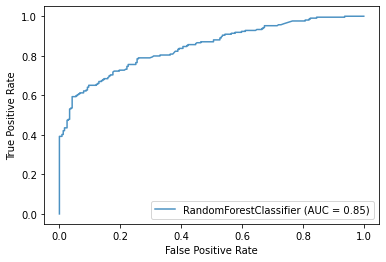 1.0
0.8
0.6
0.4
0.2
0.0
True Positive Rate
RandomForestClassifier (AUC = 0.85)
0.0 0.2 0.4 0.6 0.8 1.0
False Positive Rate